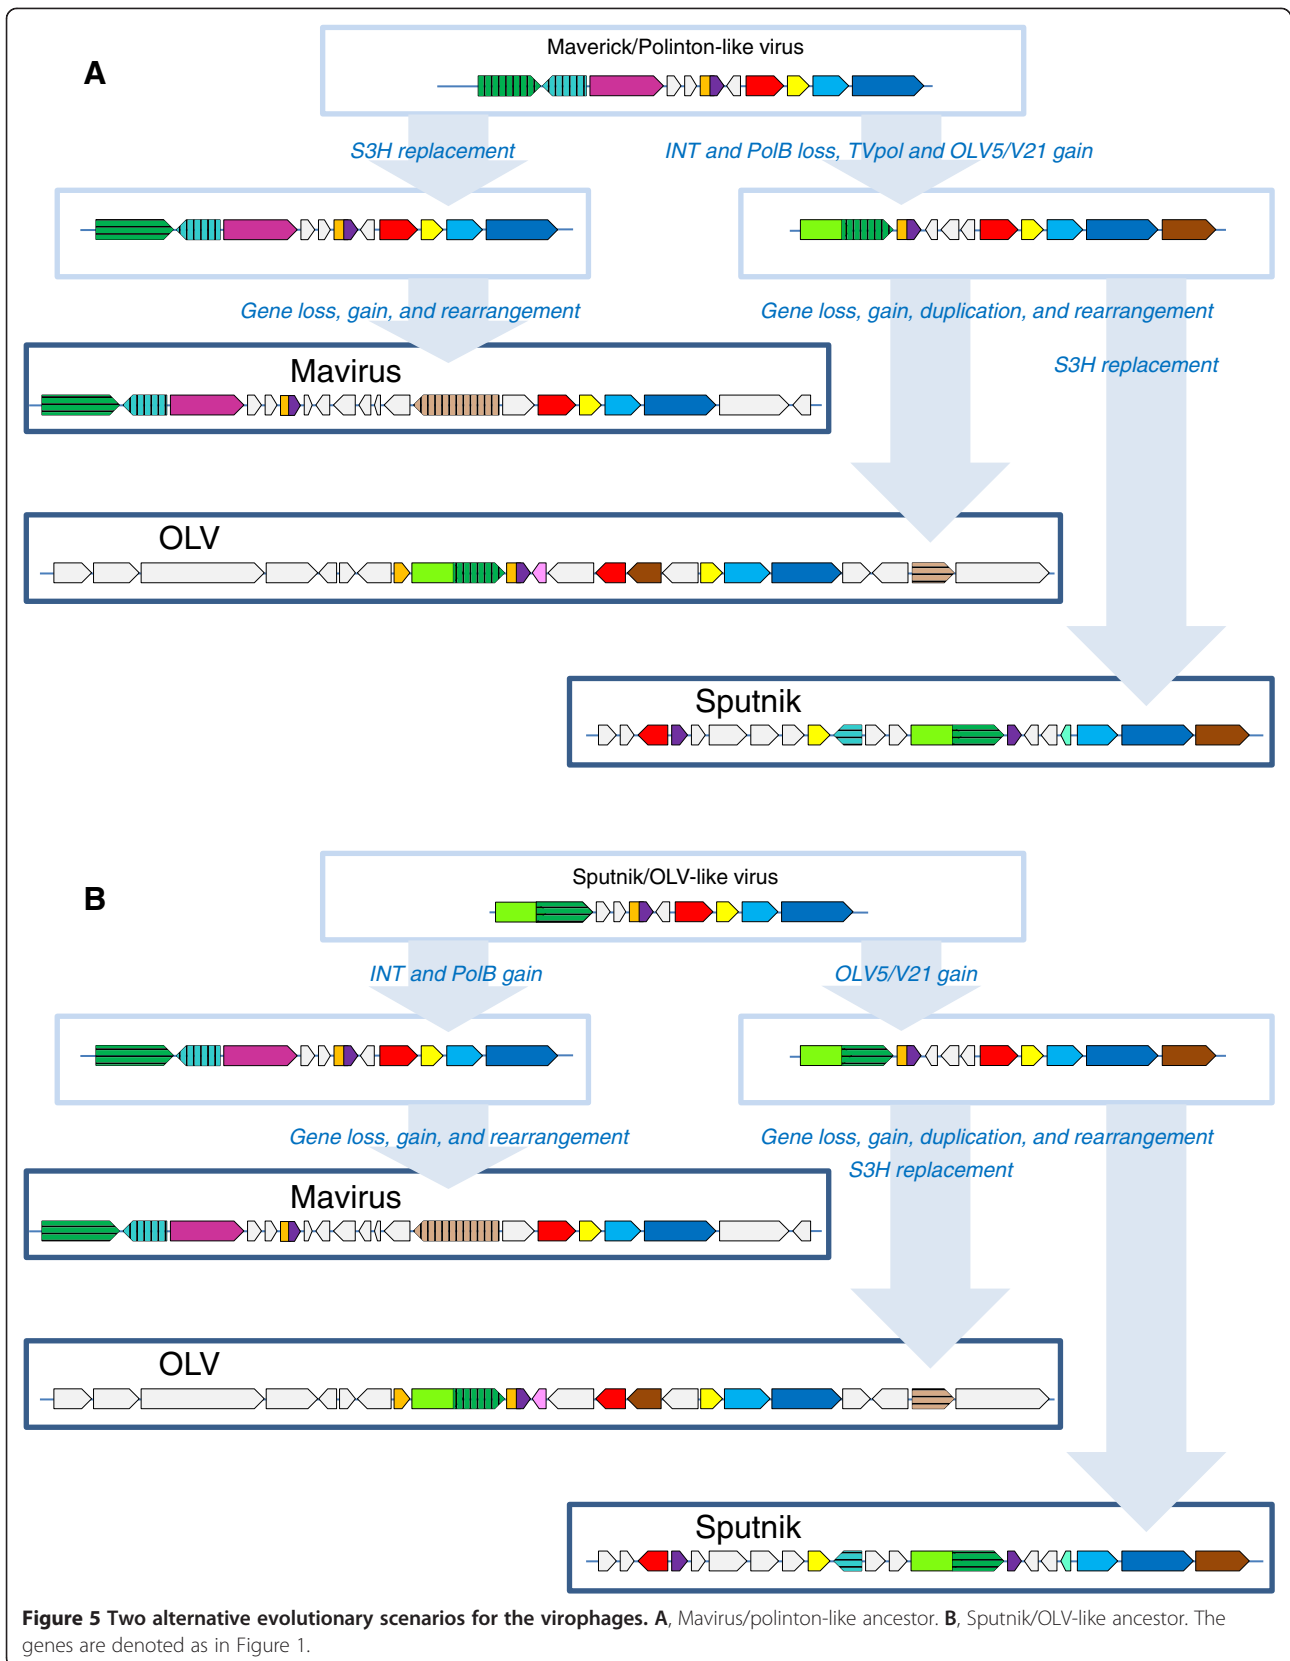 A
Maverick/Polinton-like virus
S3H replacement
INT and PolB loss, TVpol and OLV5/V21 gain
Gene loss, gain, and rearrangement
Gene loss, gain, duplication, and rearrangement
S3H replacement
Mavirus
OLV
Sputnik
B
Sputnik/OLV-like virus
INT and PolB gain
OLV5/V21 gain
Gene loss, gain, and rearrangement
Gene loss, gain, duplication, and rearrangement
S3H replacement
Mavirus
OLV
Sputnik
Figure 5 Two alternative evolutionary scenarios for the virophages. A, Mavirus/polinton-like ancestor. B, Sputnik/OLV-like ancestor. The
genes are denoted as in Figure 1.